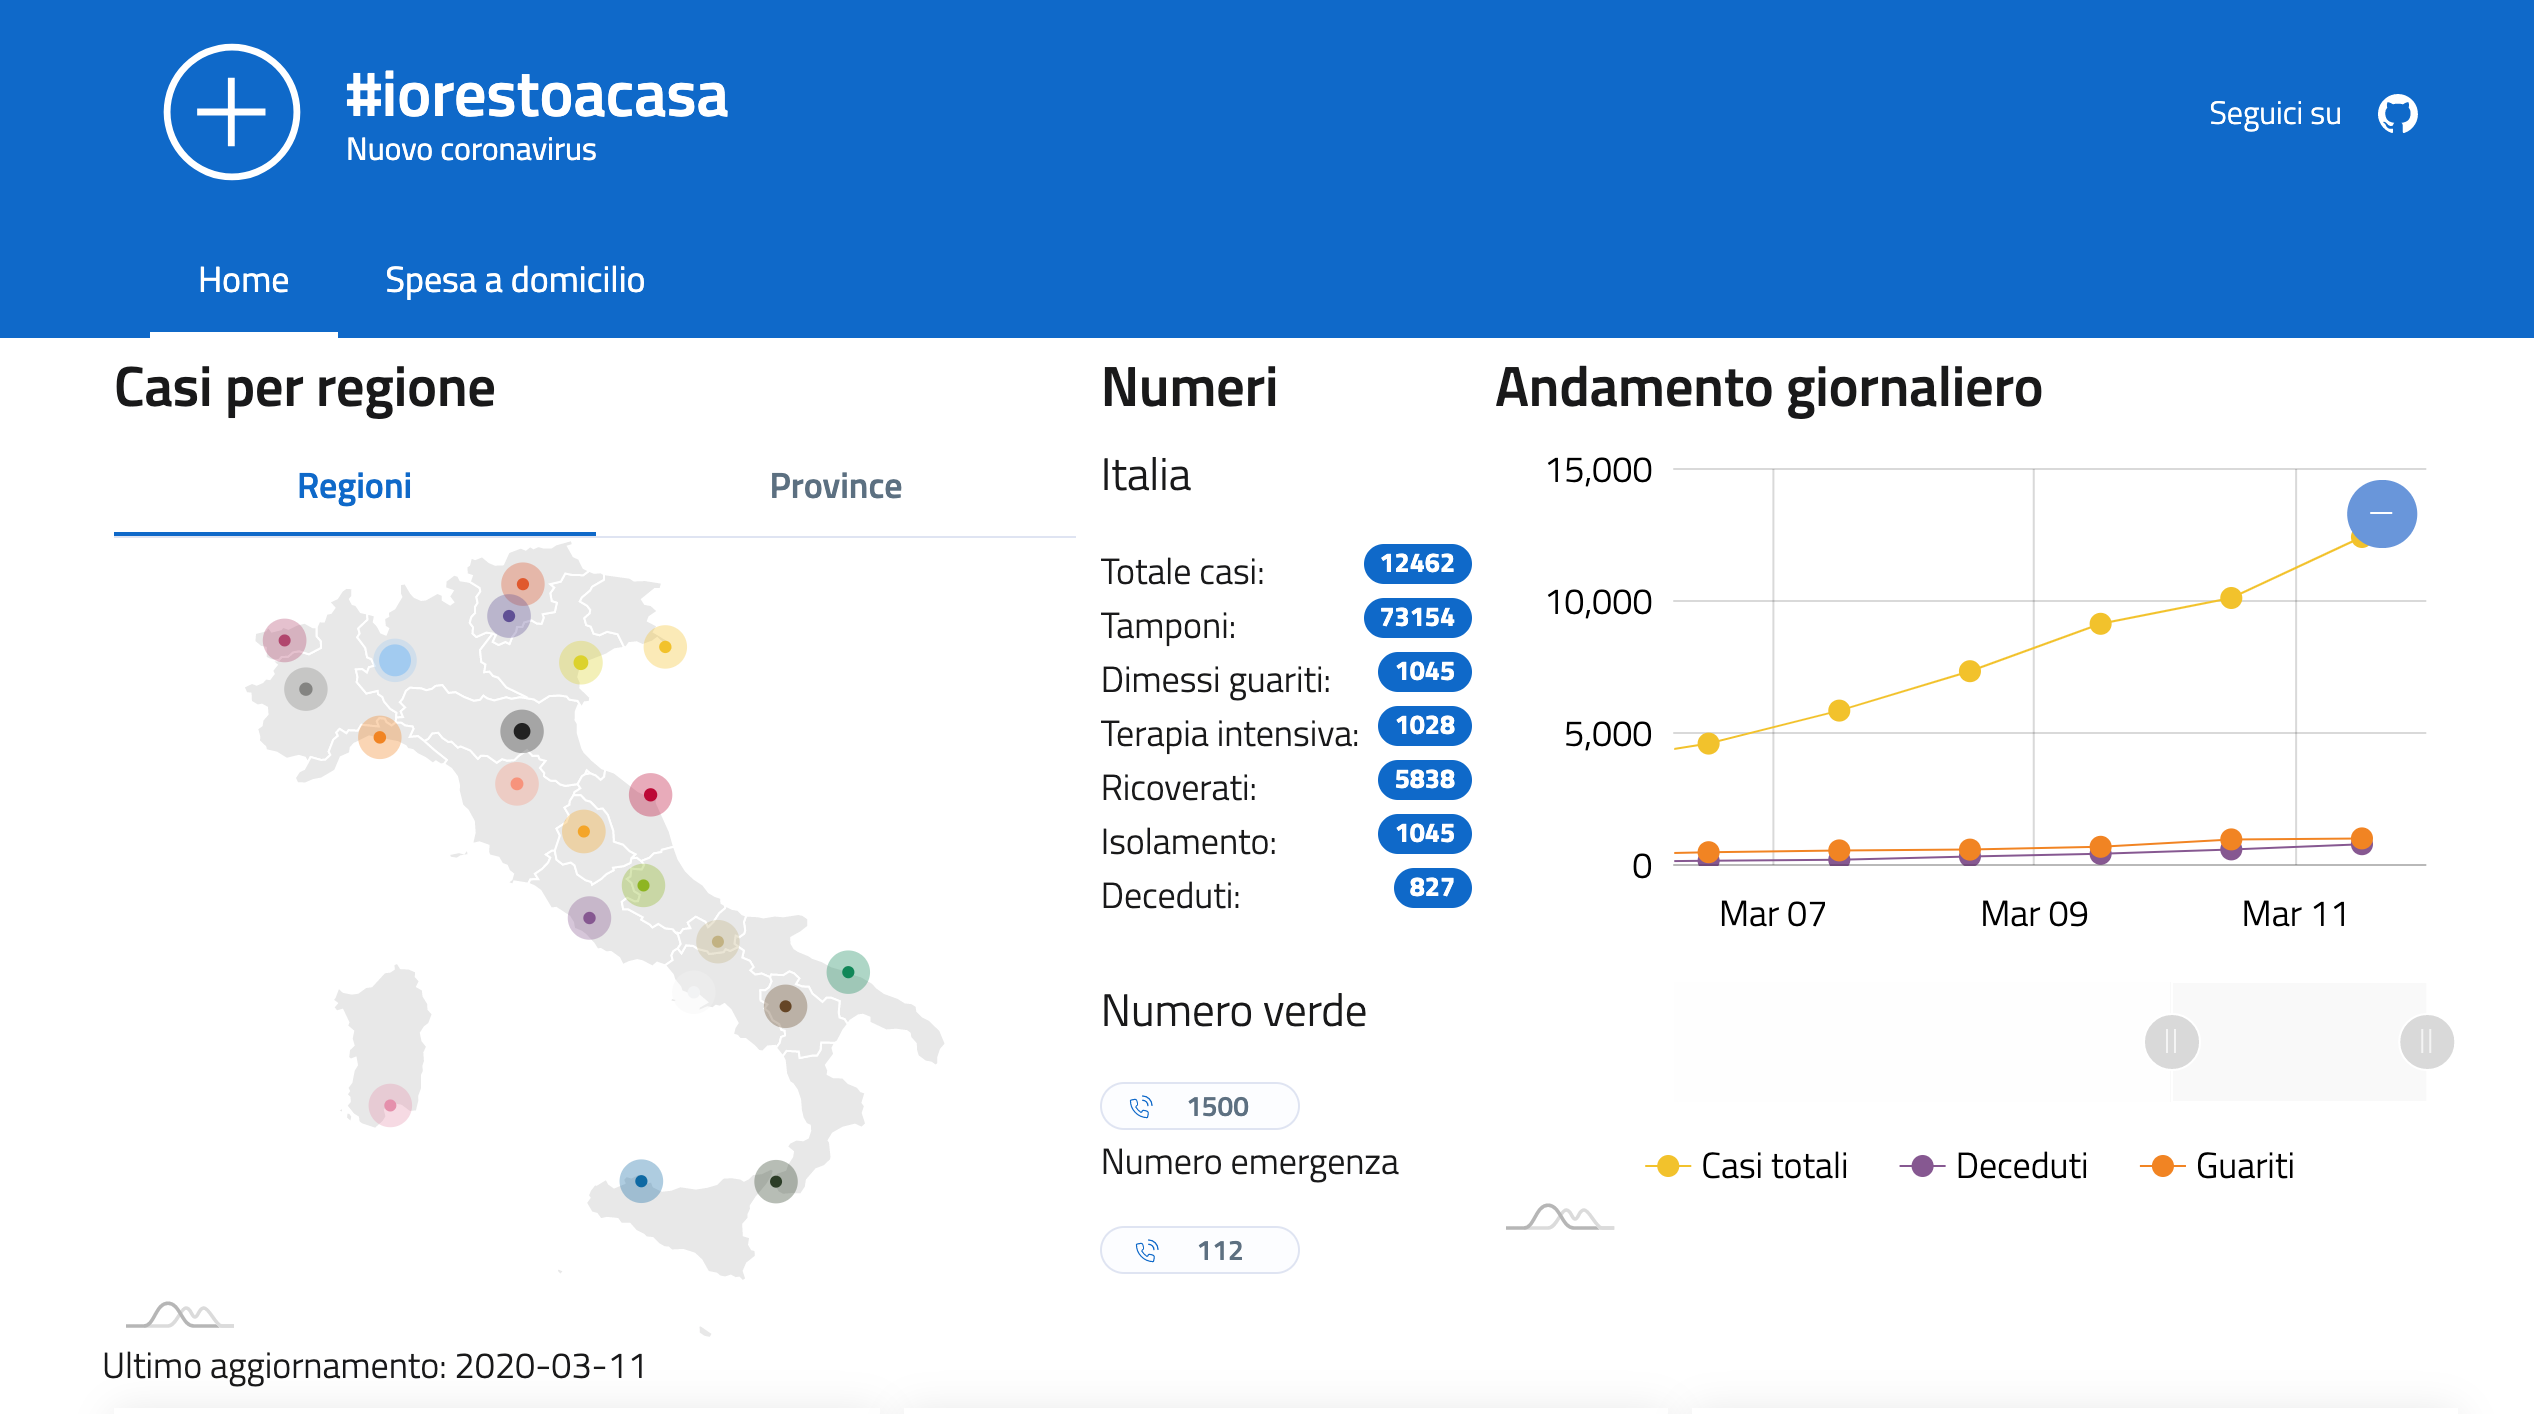 #iorestoacasa
Nuovo coronavirus
Seguici su
Home
Spesa a domicilio
Casi per regione
Regioni
Province
Ultimo aggiornamento: 2020-03-11
Numeri
Italia
Totale casi: 12462
Tamponi: 73154
Dimessi guariti: 1045
Terapia intensiva: 1028
Ricoverati: 5838
Isolamento: 1045
Deceduti: 827
Numero verde
1500
Numero emergenza
112
Andamento giornaliero
15,000
10,000
5,000
0
Mar 07
Mar 09
Mar 11
Casi totali
Deceduti
Guariti